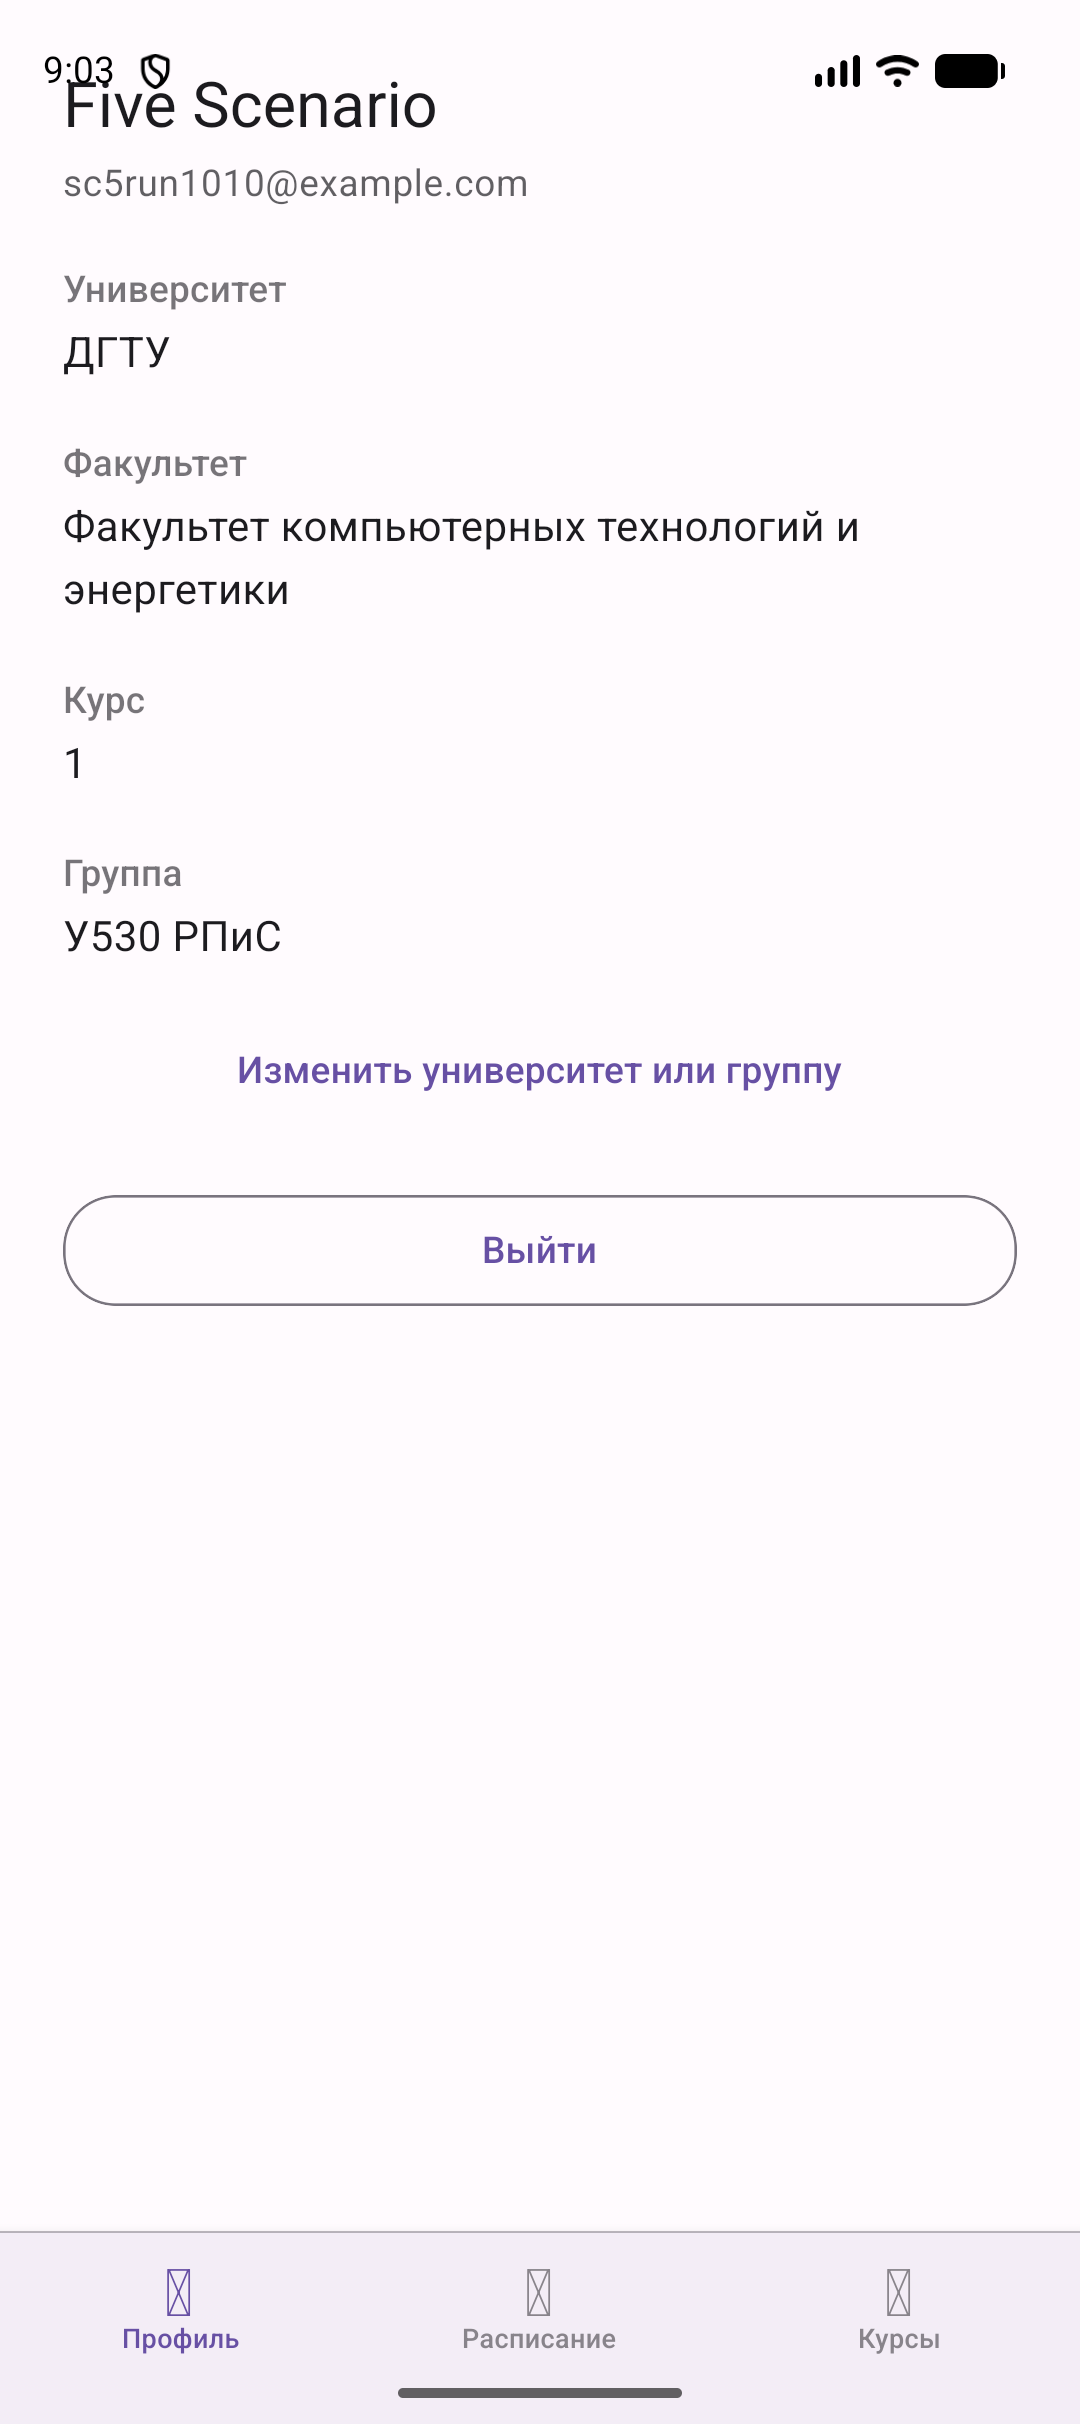 9:03
Five Scenario
sc5run1010@example.com
Университет
ДГТУ
Факультет
Факультет компьютерных технологий и
энергетики
Курс
1
Группа
У530 РПиС
Изменить университет или группу
Выйти
Профиль
Расписание
Курсы